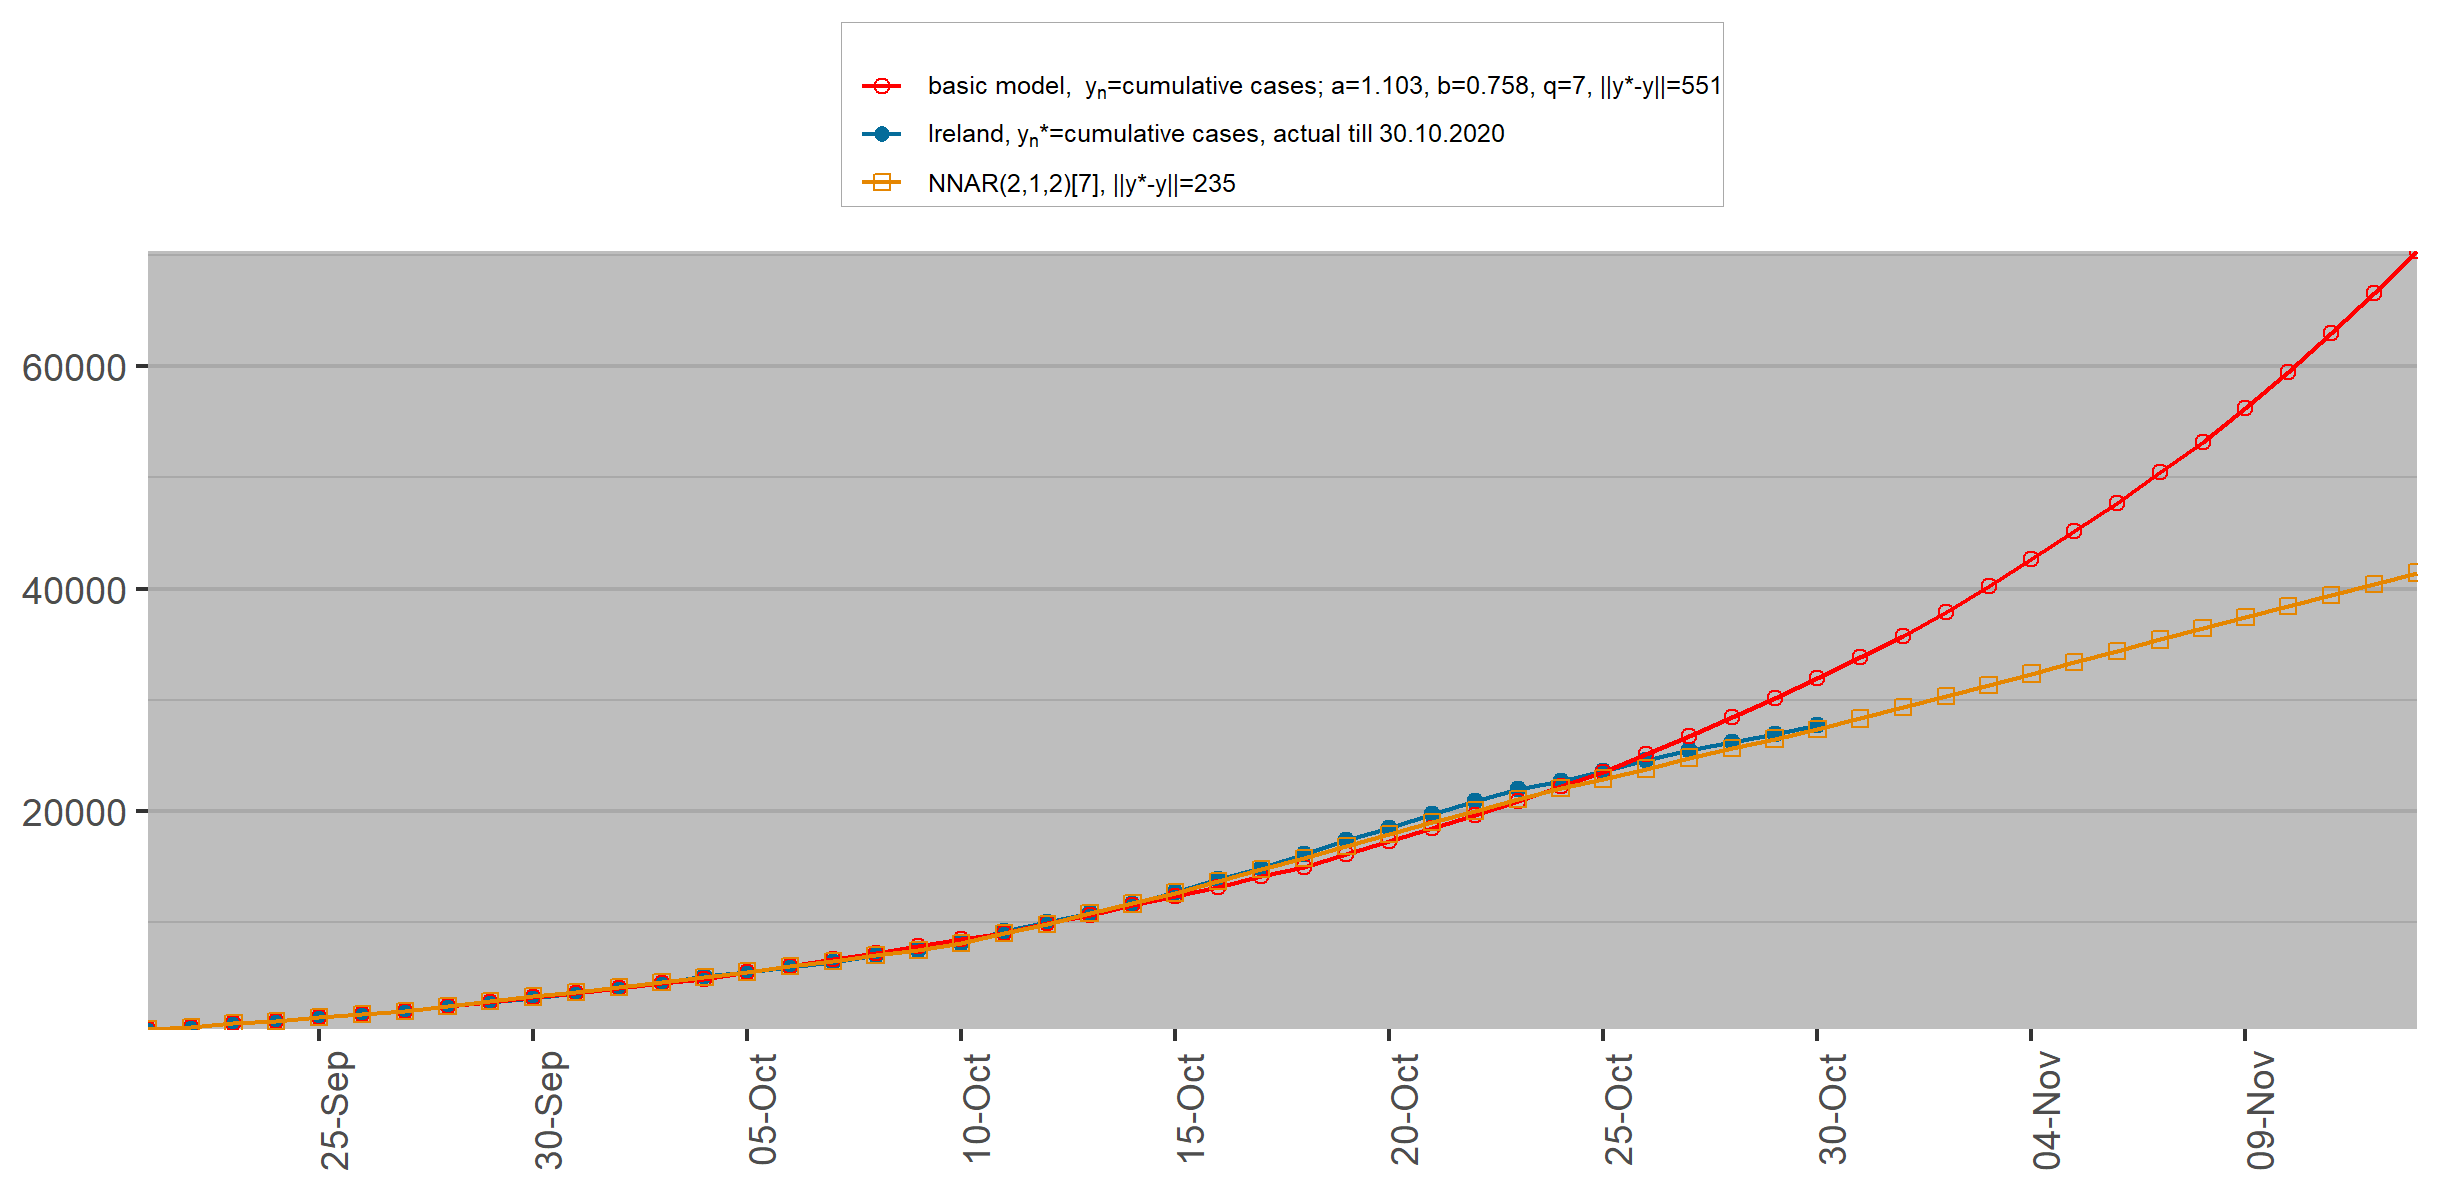 basic model, yn=cumulative cases; a=1.103, b=0.758, q=7, ||y*-y||=551
Ireland, yn*=cumulative cases, actual till 30.10.2020
NNAR(2,1,2)[7], ||y*-y||=235
60000
40000
20000
25-Sep
30-Sep
05-Oct
10-Oct
15-Oct
20-Oct
25-Oct
30-Oct
04-Nov
09-Nov